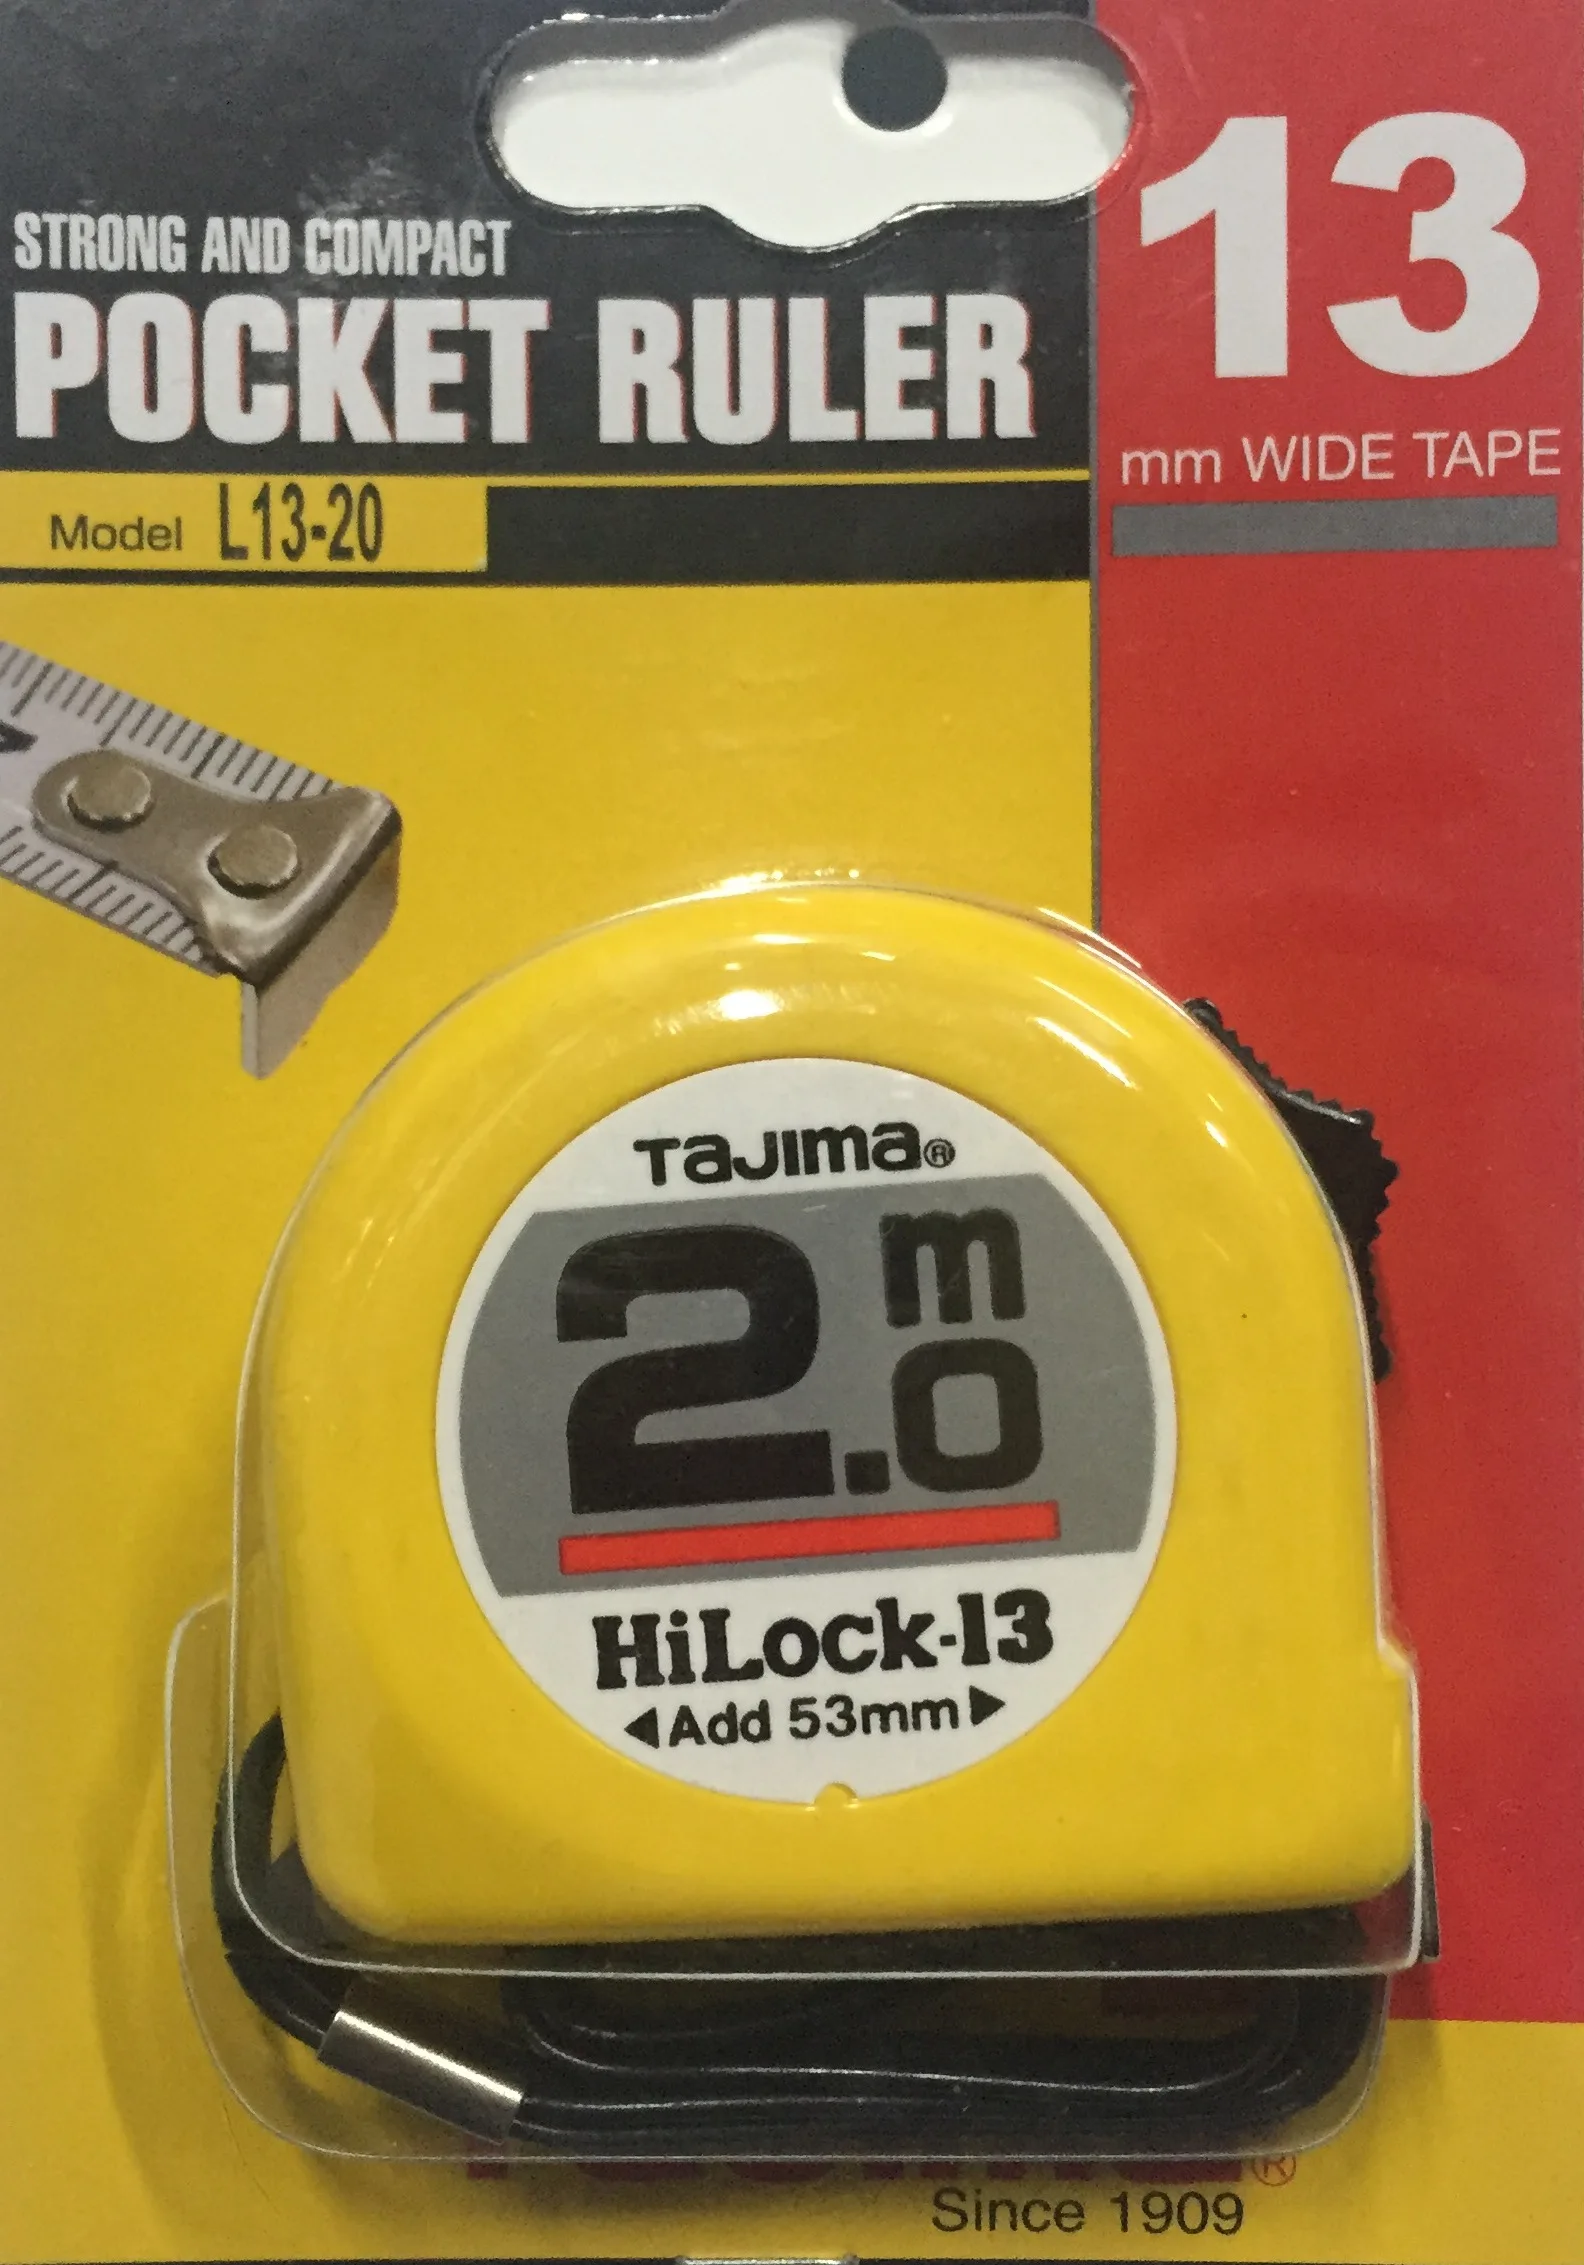 STRONG AND COMPACT
POCKET RULER
Model L13-20
13
mm WIDE TAPE
TaJima®
2.0 m
HiLock-13
◀Add 53mm▶
®
Since 1909